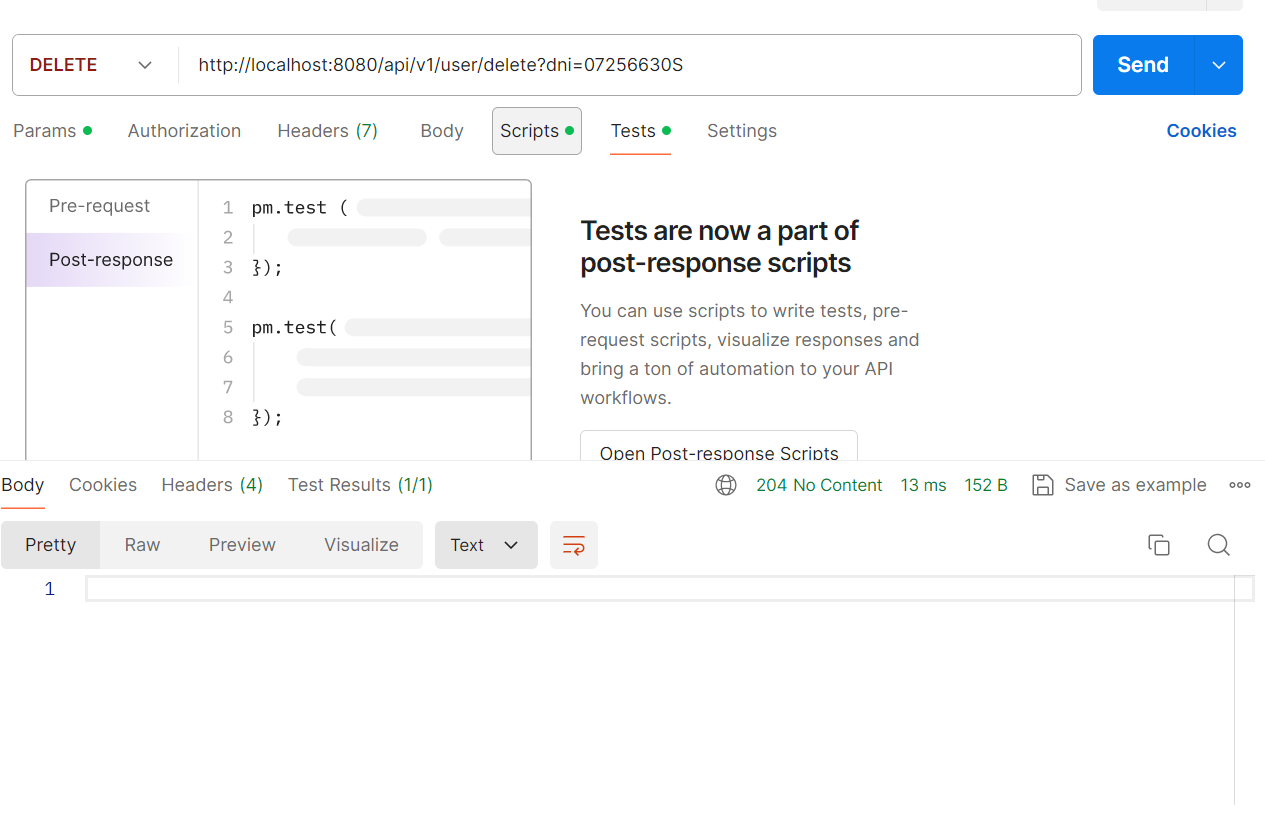 DELETE http://localhost:8080/api/v1/user/delete?dni=07256630S Send
Params Authorization Headers (7) Body Scripts Tests Settings Cookies
Pre-request
Post-response
1 pm.test (
2
3 });
4
5 pm.test(
6
7
8 });
Tests are now a part of
post-response scripts
You can use scripts to write tests, pre-
request scripts, visualize responses and
bring a ton of automation to your API
workflows.
Open Post-response Scripts
Body Cookies Headers (4) Test Results (1/1) 204 No Content 13 ms 152 B Save as example
Pretty Raw Preview Visualize Text
1